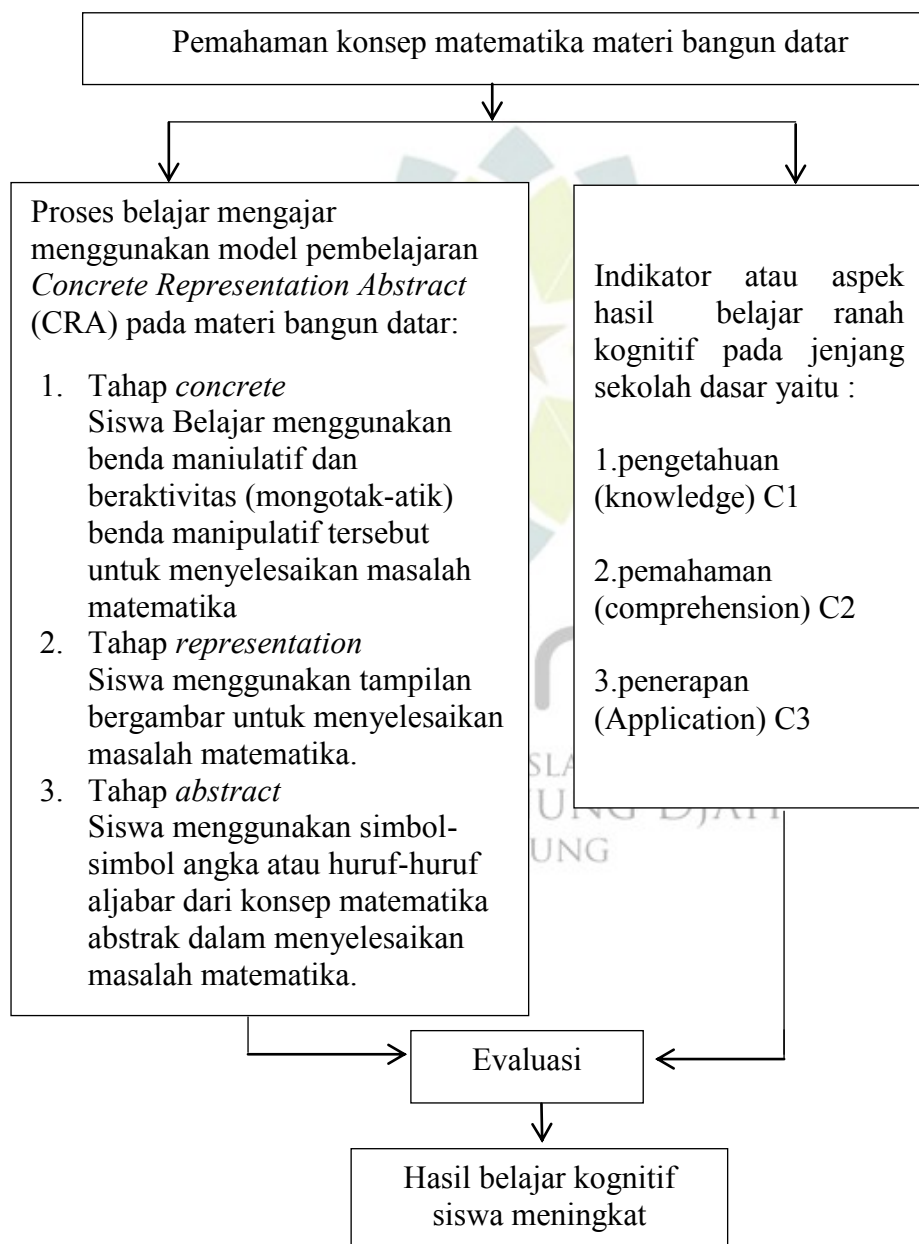 Pemahaman konsep matematika materi bangun datar
Proses belajar mengajar
menggunakan model pembelajaran
Concrete Representation Abstract
(CRA) pada materi bangun datar:
1. Tahap concrete
Siswa Belajar menggunakan
benda maniulatif dan
beraktivitas (mongotak-atik)
benda manipulatif tersebut
untuk menyelesaikan masalah
matematika
2. Tahap representation
Siswa menggunakan tampilan
bergambar untuk menyelesaikan
masalah matematika.
3. Tahap abstract
Siswa menggunakan simbol-
simbol angka atau huruf-huruf
aljabar dari konsep matematika
abstrak dalam menyelesaikan
masalah matematika.
Indikator atau aspek
hasil belajar ranah
kognitif pada jenjang
sekolah dasar yaitu :
1.pengetahuan
(knowledge) C1
2.pemahaman
(comprehension) C2
3.penerapan
(Application) C3
Evaluasi
Hasil belajar kognitif
siswa meningkat